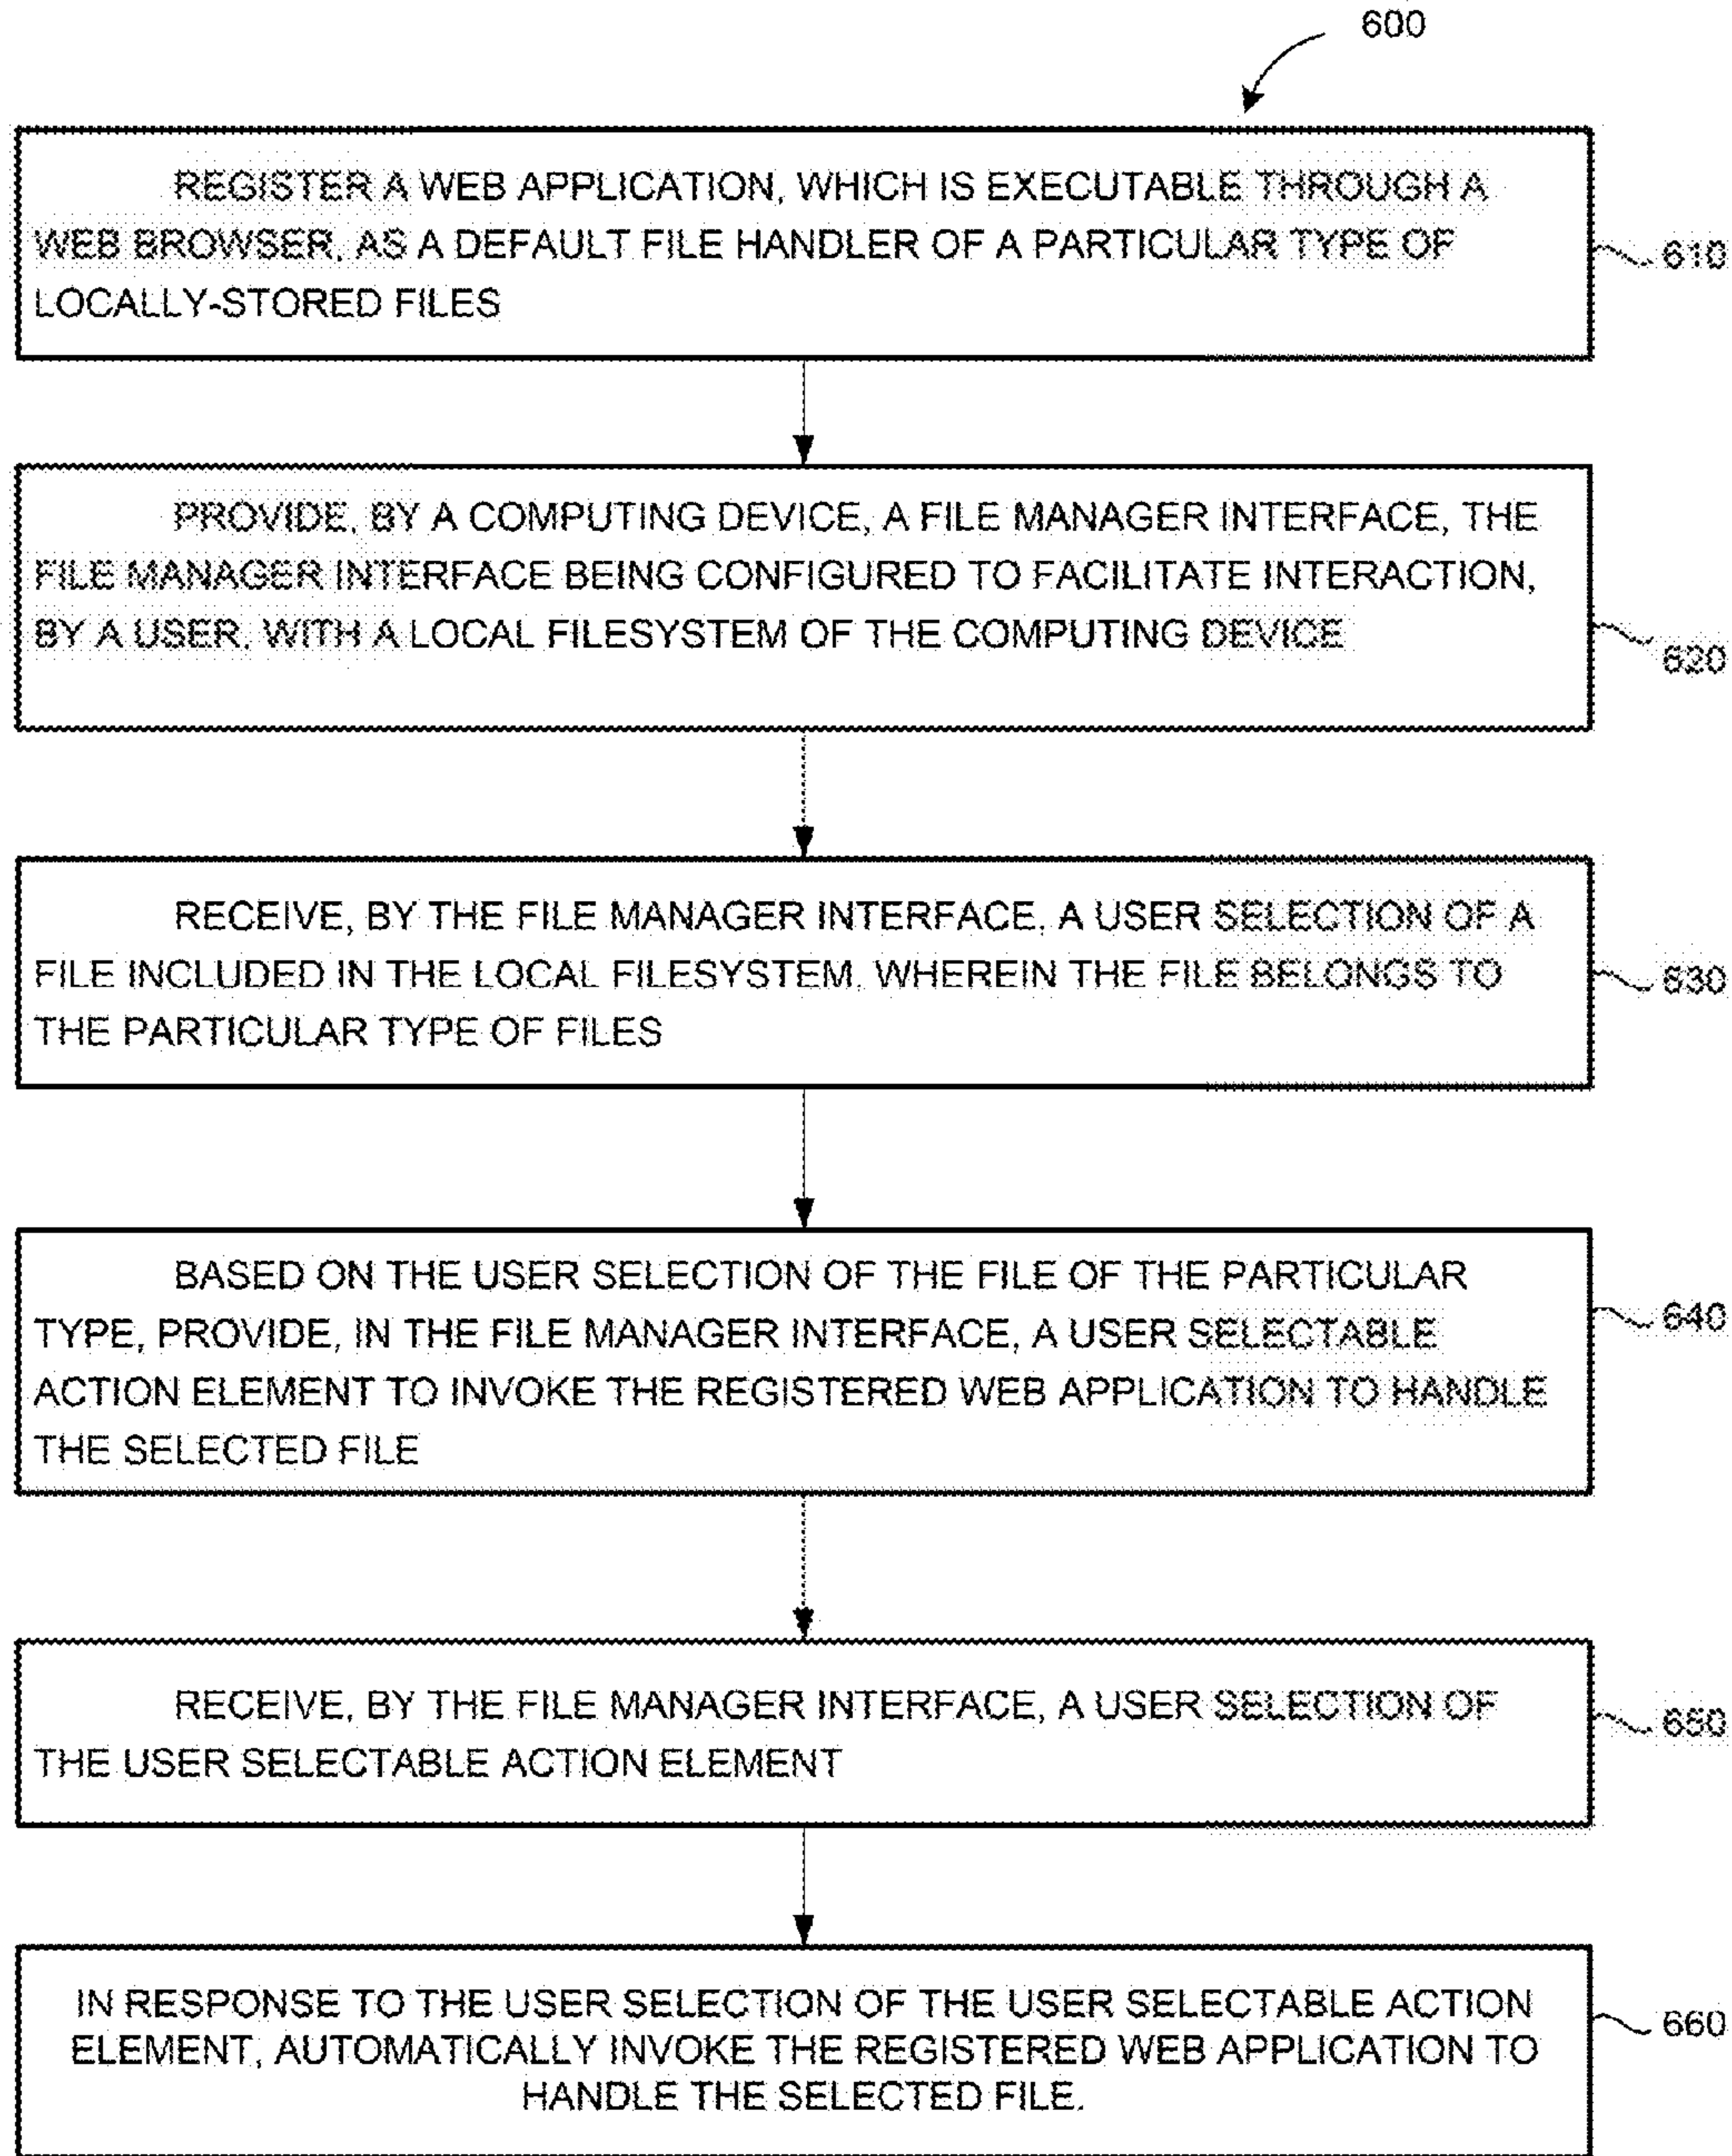 600
REGISTER A WEB APPLICATION, WHICH IS EXECUTABLE THROUGH A
WEB BROWSER, AS A DEFAULT FILE HANDLER OF A PARTICULAR TYPE OF
LOCALLY-STORED FILES
610
PROVIDE, BY A COMPUTING DEVICE, A FILE MANAGER INTERFACE, THE
FILE MANAGER INTERFACE BEING CONFIGURED TO FACILITATE INTERACTION,
BY A USER, WITH A LOCAL FILESYSTEM OF THE COMPUTING DEVICE
620
RECEIVE, BY THE FILE MANAGER INTERFACE, A USER SELECTION OF A
FILE INCLUDED IN THE LOCAL FILESYSTEM, WHEREIN THE FILE BELONGS TO
THE PARTICULAR TYPE OF FILES
630
BASED ON THE USER SELECTION OF THE FILE OF THE PARTICULAR
TYPE, PROVIDE, IN THE FILE MANAGER INTERFACE, A USER SELECTABLE
ACTION ELEMENT TO INVOKE THE REGISTERED WEB APPLICATION TO HANDLE
THE SELECTED FILE
640
RECEIVE, BY THE FILE MANAGER INTERFACE, A USER SELECTION OF
THE USER SELECTABLE ACTION ELEMENT
650
IN RESPONSE TO THE USER SELECTION OF THE USER SELECTABLE ACTION
ELEMENT, AUTOMATICALLY INVOKE THE REGISTERED WEB APPLICATION TO
HANDLE THE SELECTED FILE.
660